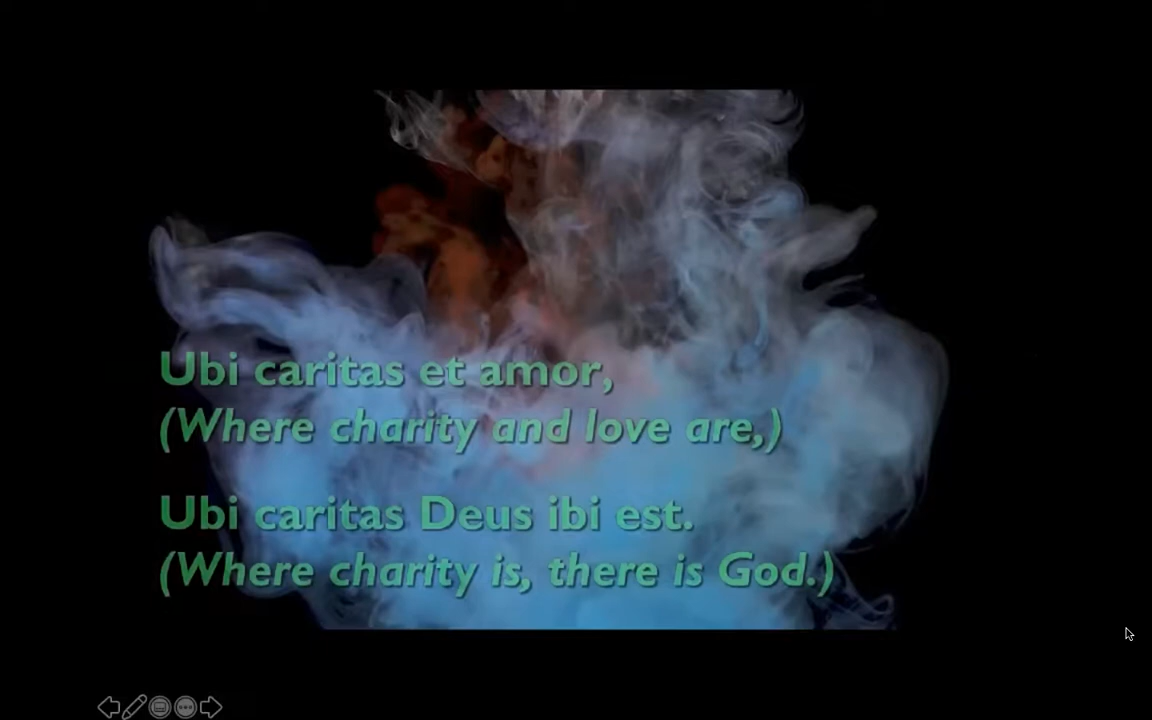 Ubi caritas et amor,
(Where charity and love are,)
Ubi caritas Deus ibi est.
(Where charity is, there is God.)